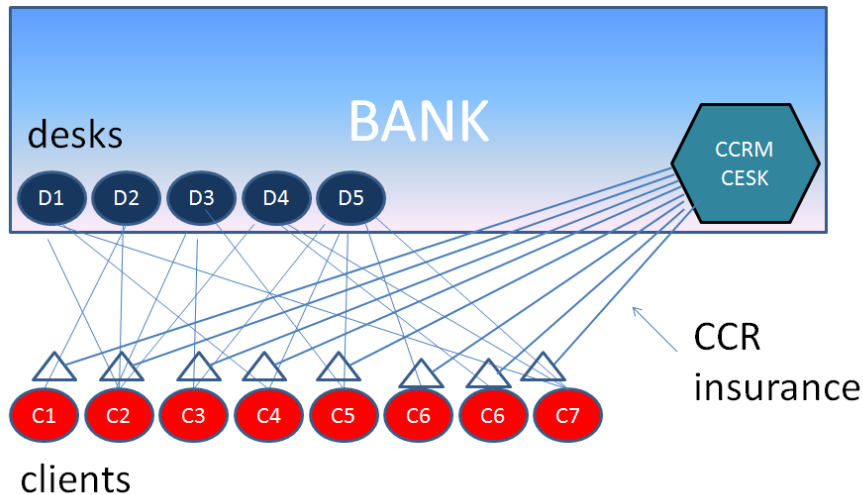 BANK
desks
CCRM
CESK
D1 D2 D3 D4 D5
CCR
insurance
C1 C2 C3 C4 C5 C6 C6 C7
clients